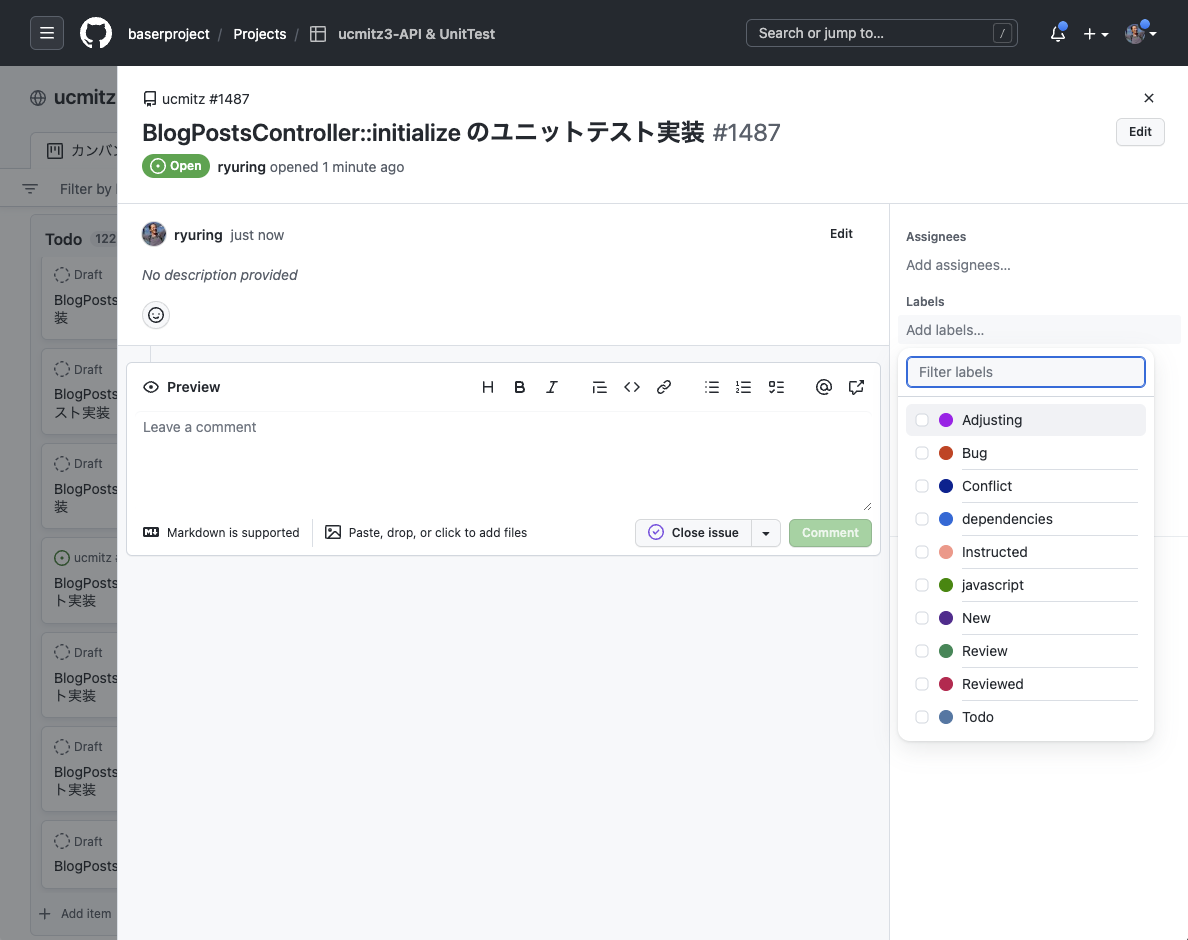 baserproject / Projects / ucmitz3-API & UnitTest
Search or jump to...
/
ucmitz
カンバン
Filter by
Todo 122
Draft
BlogPosts
装
Draft
BlogPosts
スト実装
Draft
BlogPosts
装
ucmitz
BlogPosts
ト実装
Draft
BlogPosts
ト実装
Draft
BlogPosts
ト実装
Draft
BlogPosts
Add item
ucmitz #1487
BlogPostsController::initialize のユニットテスト実装 #1487
Edit
Open ryuring opened 1 minute ago
ryuring just now
Edit
No description provided
Preview
Leave a comment
Markdown is supported
Paste, drop, or click to add files
Close issue
Comment
Assignees
Add assignees...
Labels
Add labels...
Filter labels
Adjusting
Bug
Conflict
dependencies
Instructed
javascript
New
Review
Reviewed
Todo